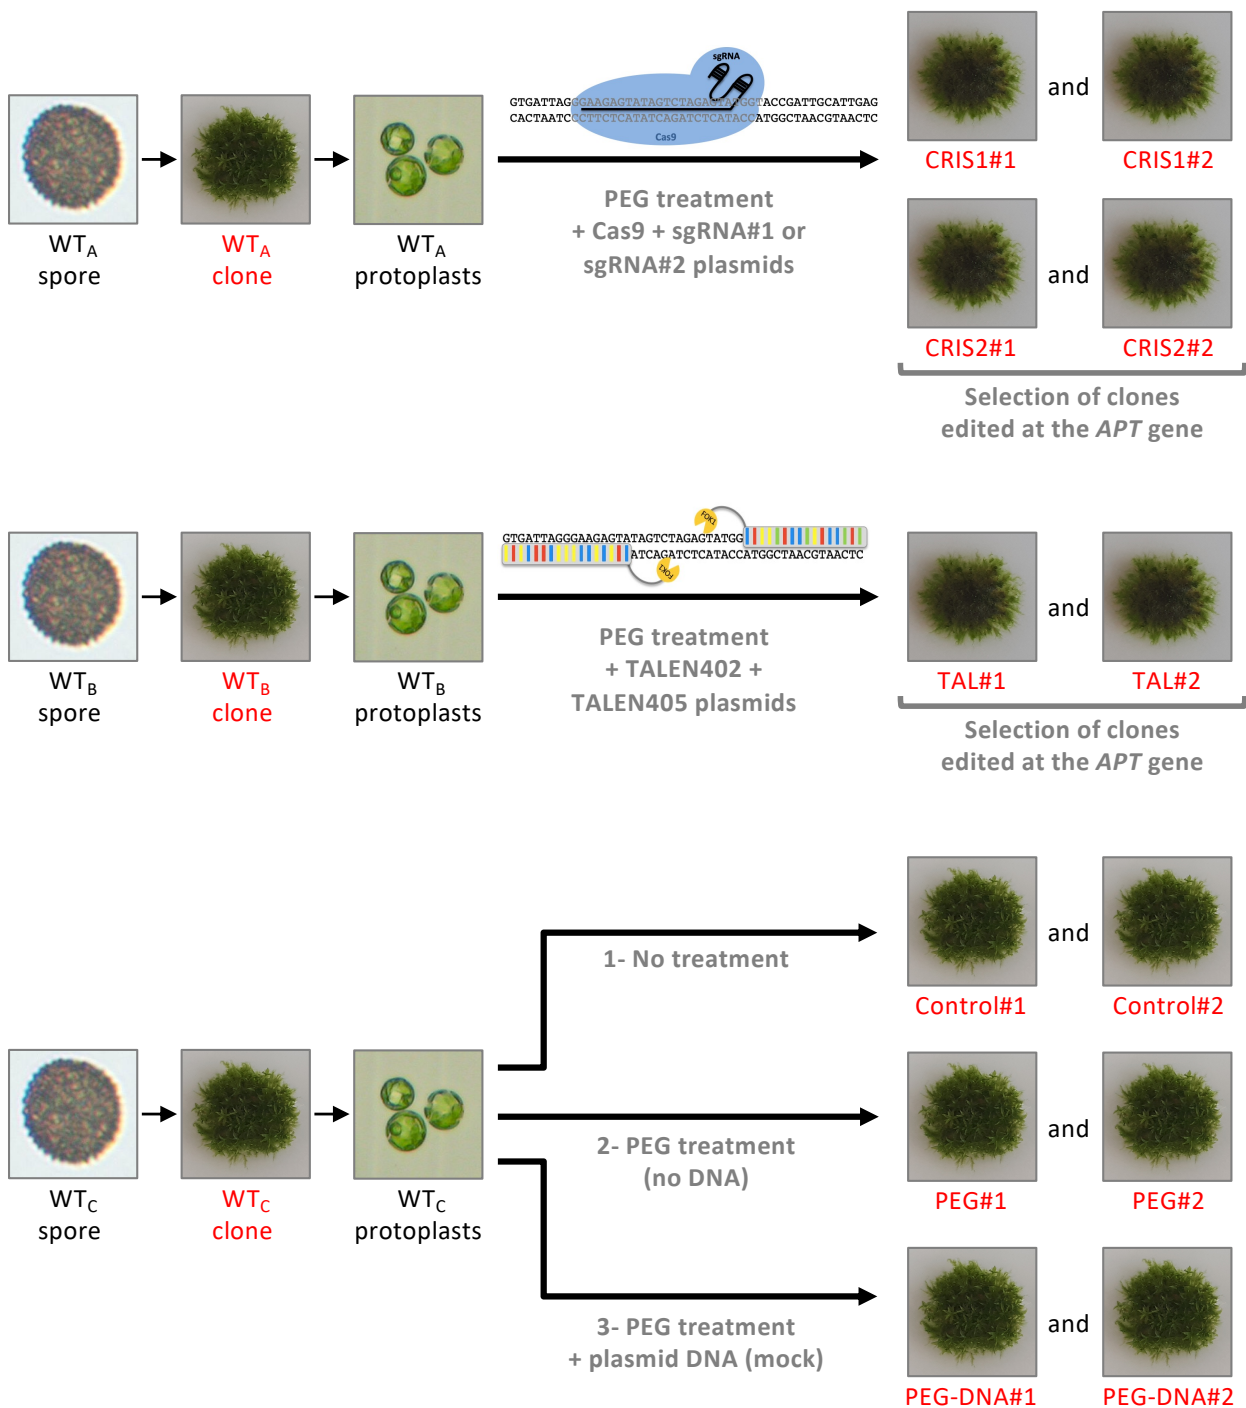 sgRNA
GTGATTAGGGAAGAGTATAGTCTAGAGTATGGTACCGATTGCATTGAG
CACTAATCCCTTCTCATATCAGATCTCATACCATGGCTAACGTAACTC
Cas9
WTA spore
WTA clone
WTA protoplasts
PEG treatment
+ Cas9 + sgRNA#1 or
sgRNA#2 plasmids
CRIS1#1
and
CRIS1#2
CRIS2#1
and
CRIS2#2
Selection of clones
edited at the APT gene
FOK1
GTGATTAGGGAAGAGTATAGTCTAGAGTATGG
ATCAGATCTCATACCATGGCTAACGTAACTC
FOK1
WTB spore
WTB clone
WTB protoplasts
PEG treatment
+ TALEN402 +
TALEN405 plasmids
TAL#1
and
TAL#2
Selection of clones
edited at the APT gene
WTC spore
WTC clone
WTC protoplasts
1- No treatment
Control#1
and
Control#2
2- PEG treatment
(no DNA)
PEG#1
and
PEG#2
3- PEG treatment
+ plasmid DNA (mock)
PEG-DNA#1
and
PEG-DNA#2